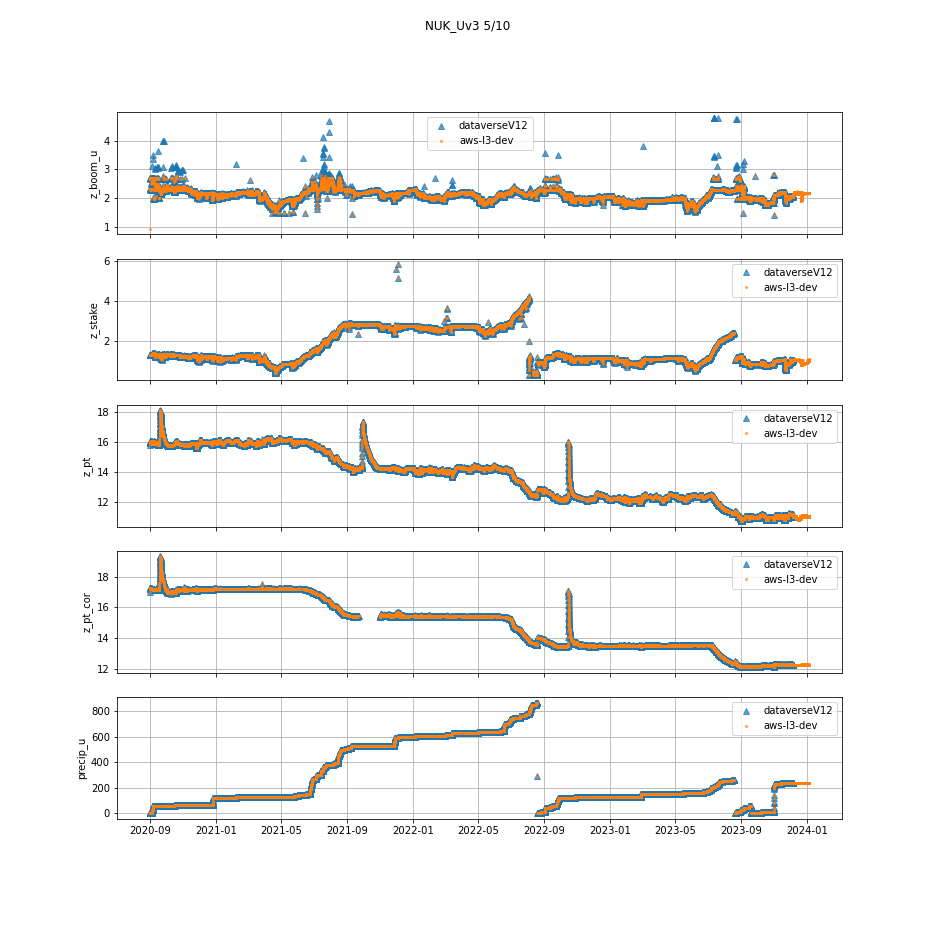 NUK_Uv3 5/10
z_boom_u
4
3
2
1
dataverseV12
aws-l3-dev
z_stake
6
4
2
dataverseV12
aws-l3-dev
z_pt
18
16
14
12
dataverseV12
aws-l3-dev
z_pt_cor
18
16
14
12
dataverseV12
aws-l3-dev
precip_u
800
600
400
200
0
dataverseV12
aws-l3-dev
2020-09 2021-01 2021-05 2021-09 2022-01 2022-05 2022-09 2023-01 2023-05 2023-09 2024-01